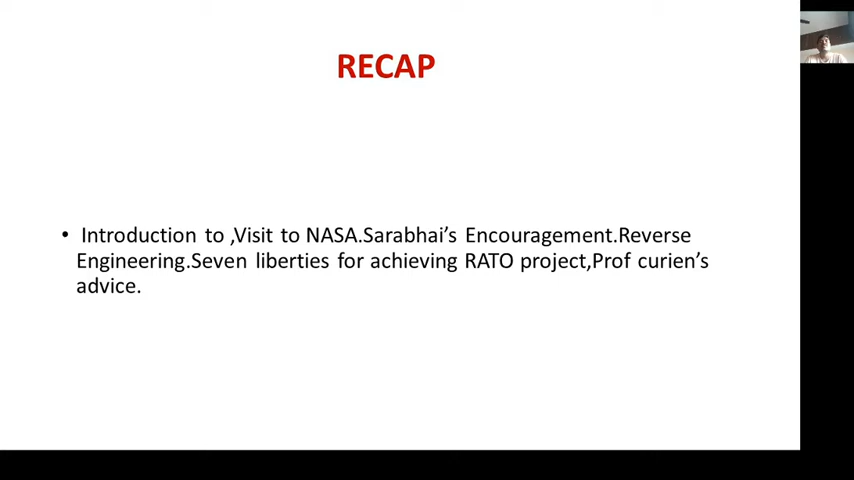 RECAP
• Introduction to ,Visit to NASA.Sarabhai’s Encouragement.Reverse
Engineering.Seven liberties for achieving RATO project,Prof curien’s
advice.